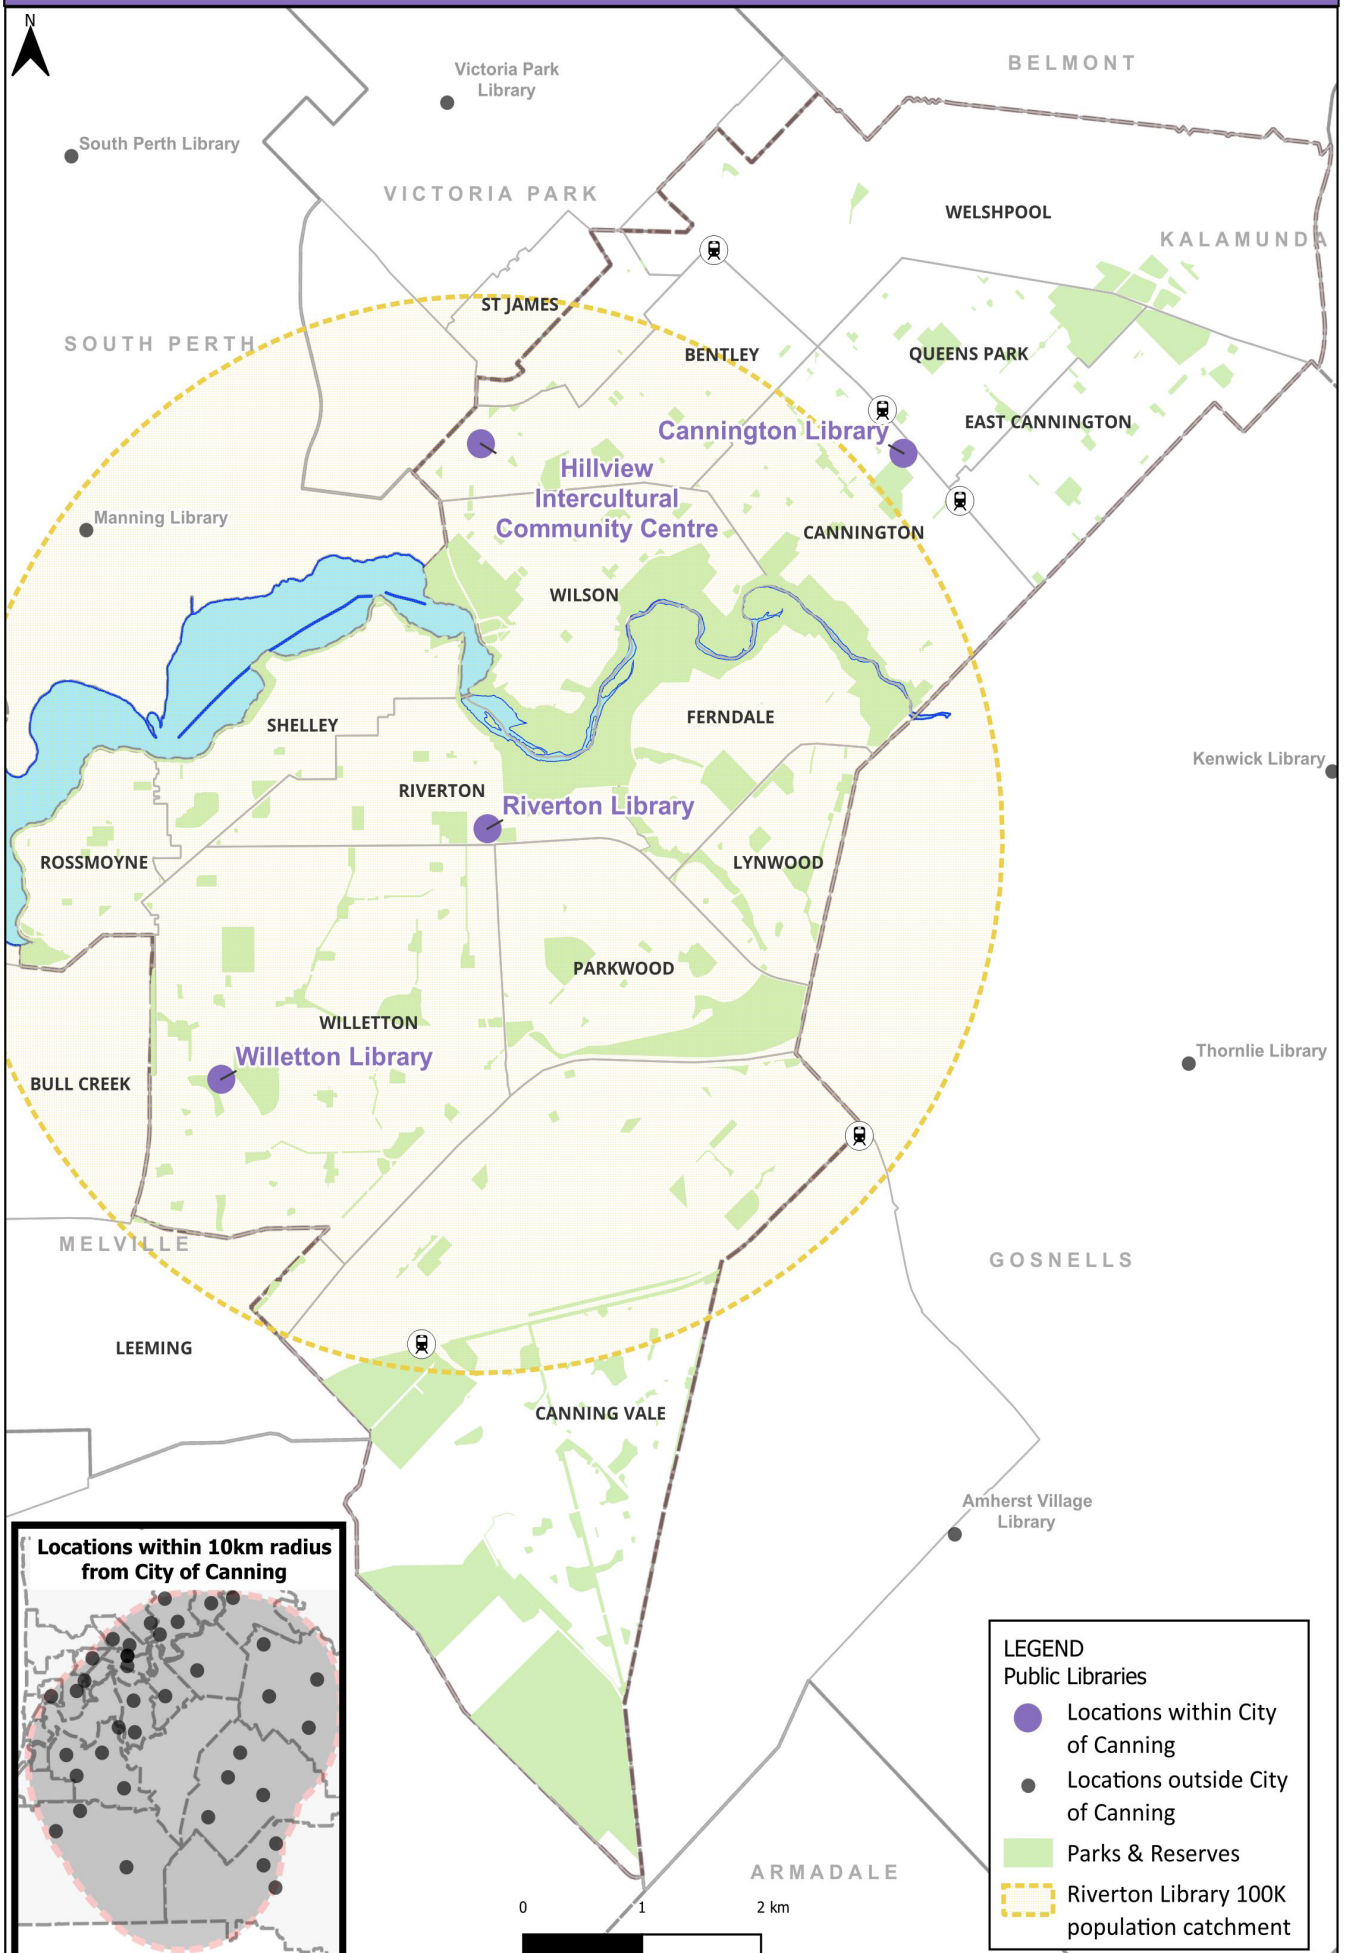 N
BELMONT
Victoria Park
Library
South Perth Library
VICTORIA PARK
WELSHPOOL
KALAMUNDA
ST JAMES
SOUTH PERTH
BENTLEY
QUEENS PARK
EAST CANNINGTON
Cannington Library
Hillview
Intercultural
Community Centre
Manning Library
CANNINGTON
WILSON
SHELLEY
FERNDALE
Kenwick Library
RIVERTON
Riverton Library
ROSSMOYNE
LYNWOOD
PARKWOOD
WILLETTON
Willetton Library
Thornlie Library
BULL CREEK
MELVILLE
GOSNELLS
LEEMING
CANNING VALE
Amherst Village
Library
Locations within 10km radius
from City of Canning
ARMADALE
0 1 2 km
LEGEND
Public Libraries
Locations within City
of Canning
Locations outside City
of Canning
Parks & Reserves
Riverton Library 100K
population catchment